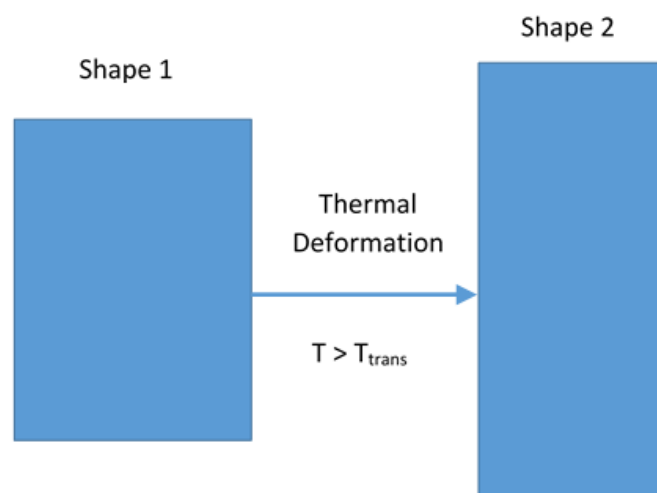 Shape 1
Shape 2
Thermal
Deformation
T > Ttrans